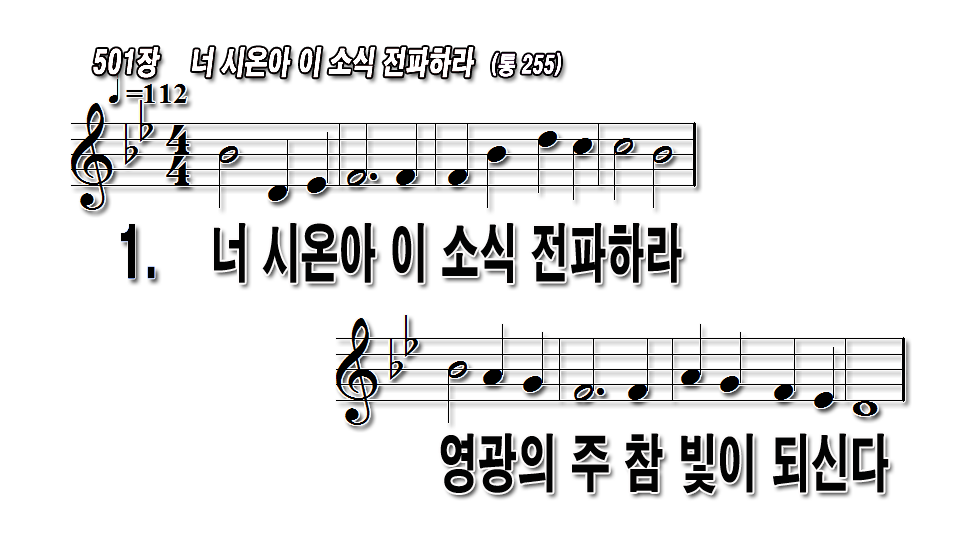 501장 너 시온아 이 소식 전파하라 (통 255)
♩=112
4
4
1. 너 시온아 이 소식 전파하라
영광의 주 참 빛이 되신다